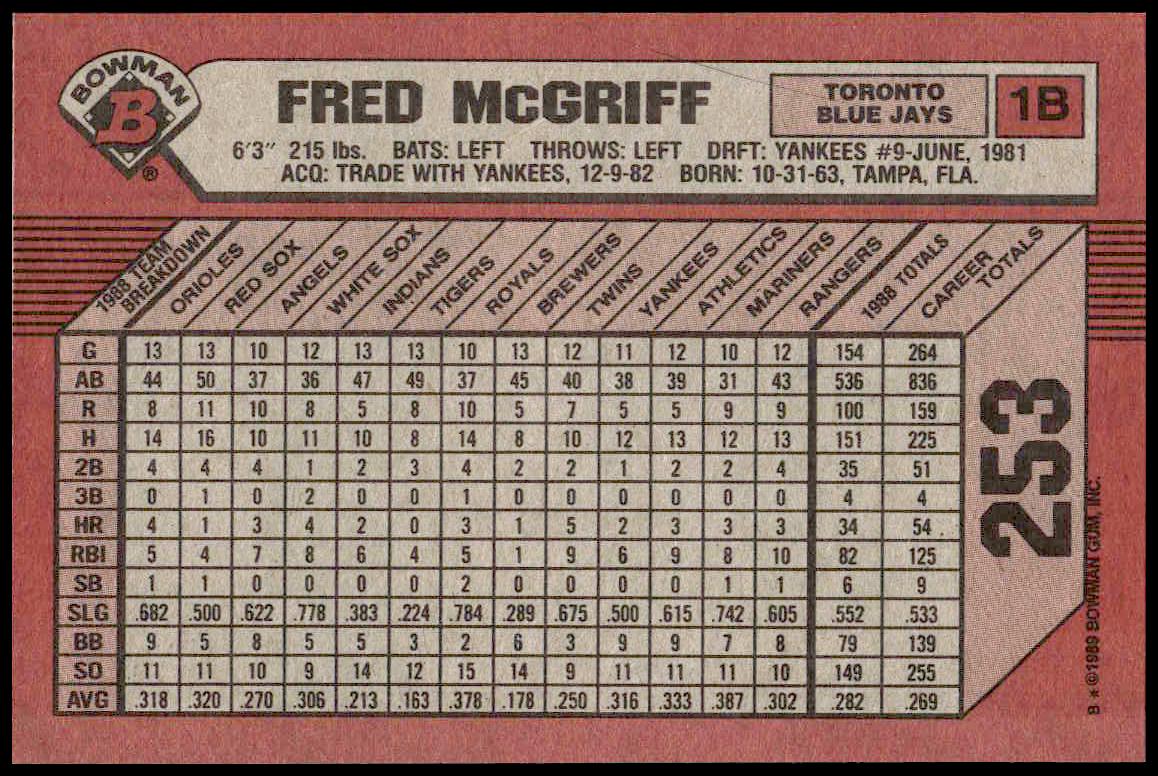 BOWMAN
B
®
FRED McGRIFF
TORONTO
BLUE JAYS
1B
6'3" 215 lbs. BATS: LEFT THROWS: LEFT DRFT: YANKEES #9-JUNE, 1981
ACQ: TRADE WITH YANKEES, 12-9-82 BORN: 10-31-63, TAMPA, FLA.
1988 TEAM BREAKDOWN ORIOLES RED SOX ANGELS WHITE SOX INDIANS TIGERS ROYALS BREWERS TWINS YANKEES ATHLETICS MARINERS RANGERS 1988 TOTALS CAREER TOTALS
G 13 13 10 12 13 13 10 13 12 11 12 10 12 154 264
AB 44 50 37 36 47 49 37 45 40 38 39 31 43 536 836
R 8 11 10 8 5 8 10 5 7 5 5 9 9 100 159
H 14 16 10 11 10 8 14 8 10 12 13 12 13 151 225
2B 4 4 4 1 2 3 4 2 2 1 2 2 4 35 51
3B 0 1 0 2 0 0 1 0 0 0 0 0 0 4 4
HR 4 1 3 4 2 0 3 1 5 2 3 3 3 34 54
RBI 5 4 7 8 6 4 5 1 9 6 9 8 10 82 125
SB 1 1 0 0 0 0 2 0 0 0 0 1 1 6 9
SLG .682 .500 .622 .778 .383 .224 .784 .289 .675 .500 .615 .742 .605 .552 .533
BB 9 5 8 5 5 3 2 6 3 9 9 7 8 79 139
SO 11 11 10 9 14 12 15 14 9 11 11 11 10 149 255
AVG .318 .320 .270 .306 .213 .163 .378 .178 .250 .316 .333 .387 .302 .282 .269
253
B*©1989 BOWMAN GUM, INC.